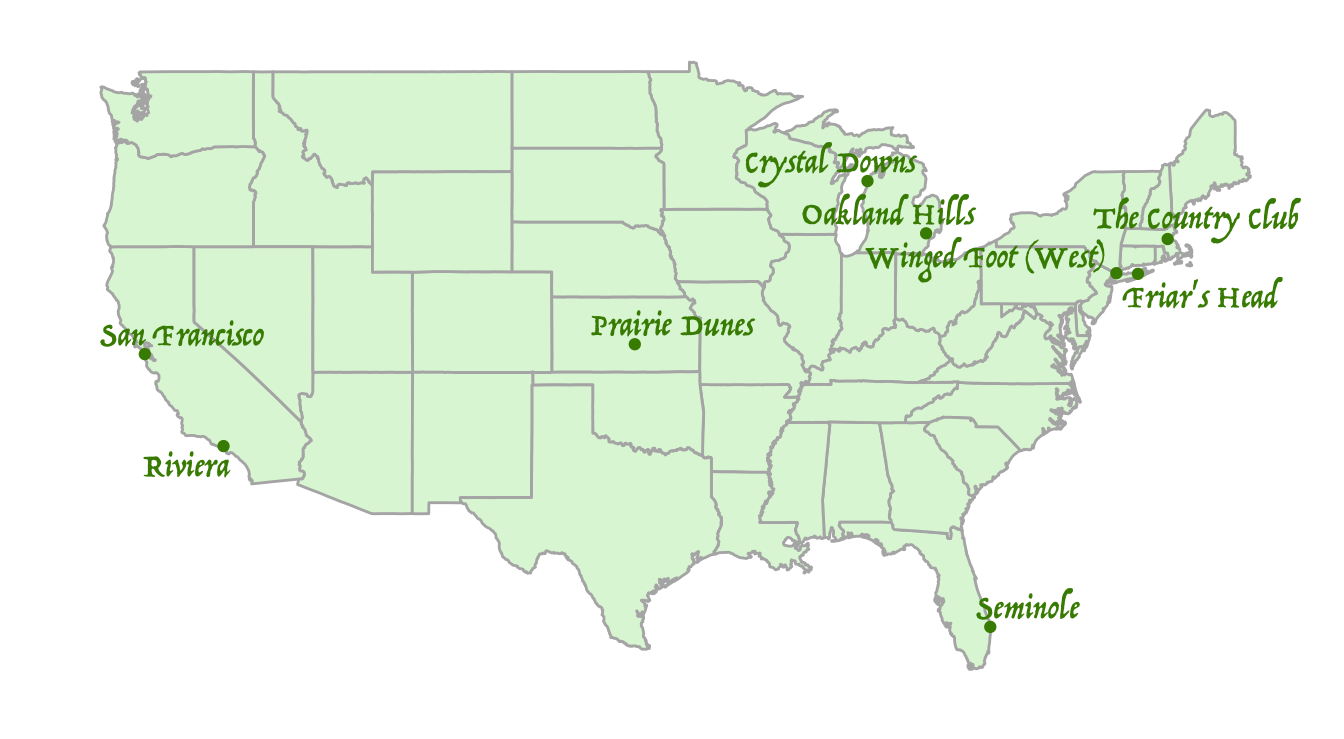 Crystal Downs
Oakland Hills
The Country Club
Winged Foot (West)
Friar's Head
San Francisco
Prairie Dunes
Riviera
Seminole